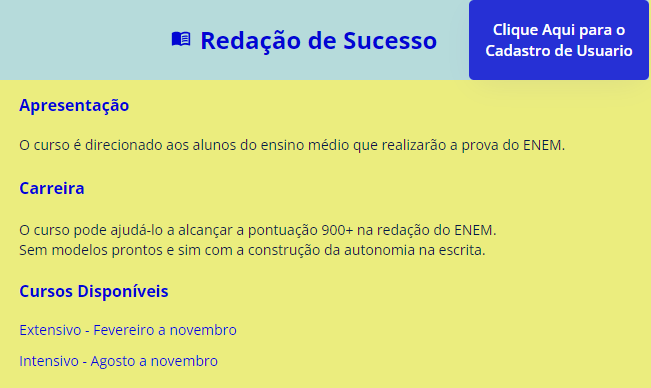 Redação de Sucesso
Clique Aqui para o
Cadastro de Usuario
Apresentação
O curso é direcionado aos alunos do ensino médio que realizarão a prova do ENEM.
Carreira
O curso pode ajudá-lo a alcançar a pontuação 900+ na redação do ENEM.
Sem modelos prontos e sim com a construção da autonomia na escrita.
Cursos Disponíveis
Extensivo - Fevereiro a novembro
Intensivo - Agosto a novembro